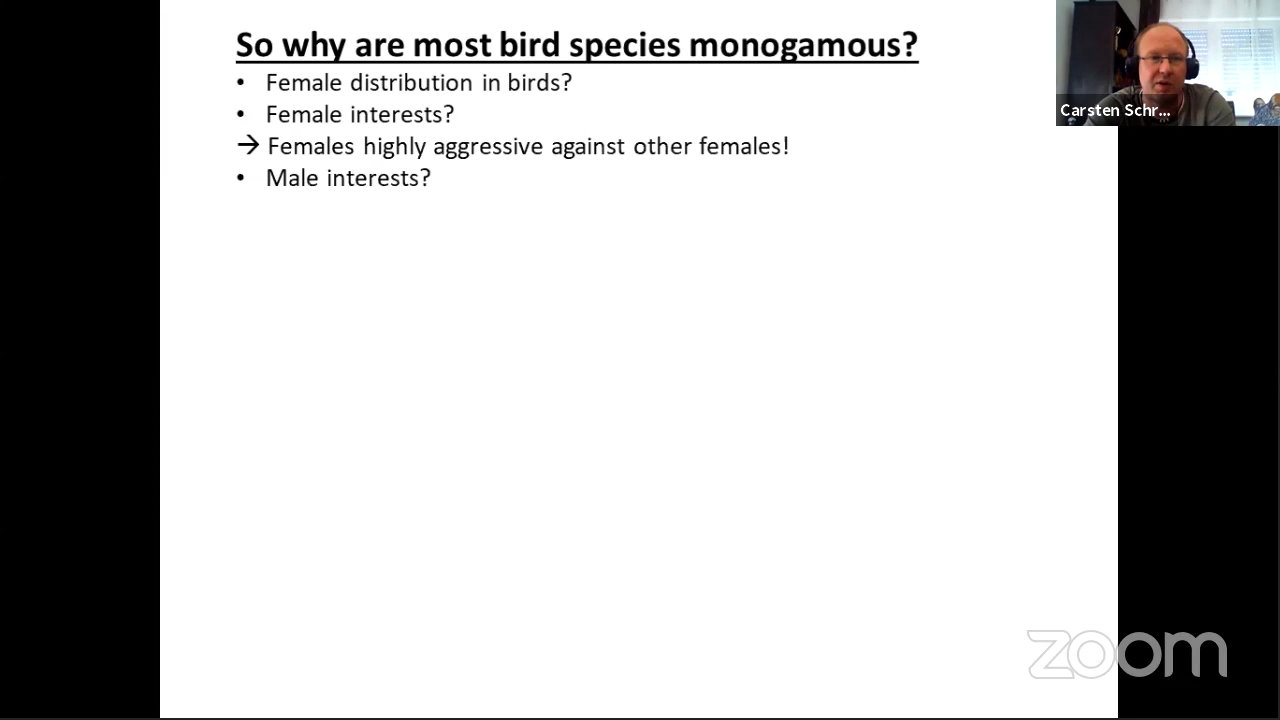 So why are most bird species monogamous?
• Female distribution in birds?
• Female interests?
→ Females highly aggressive against other females!
• Male interests?
Carsten Schr...
zoom